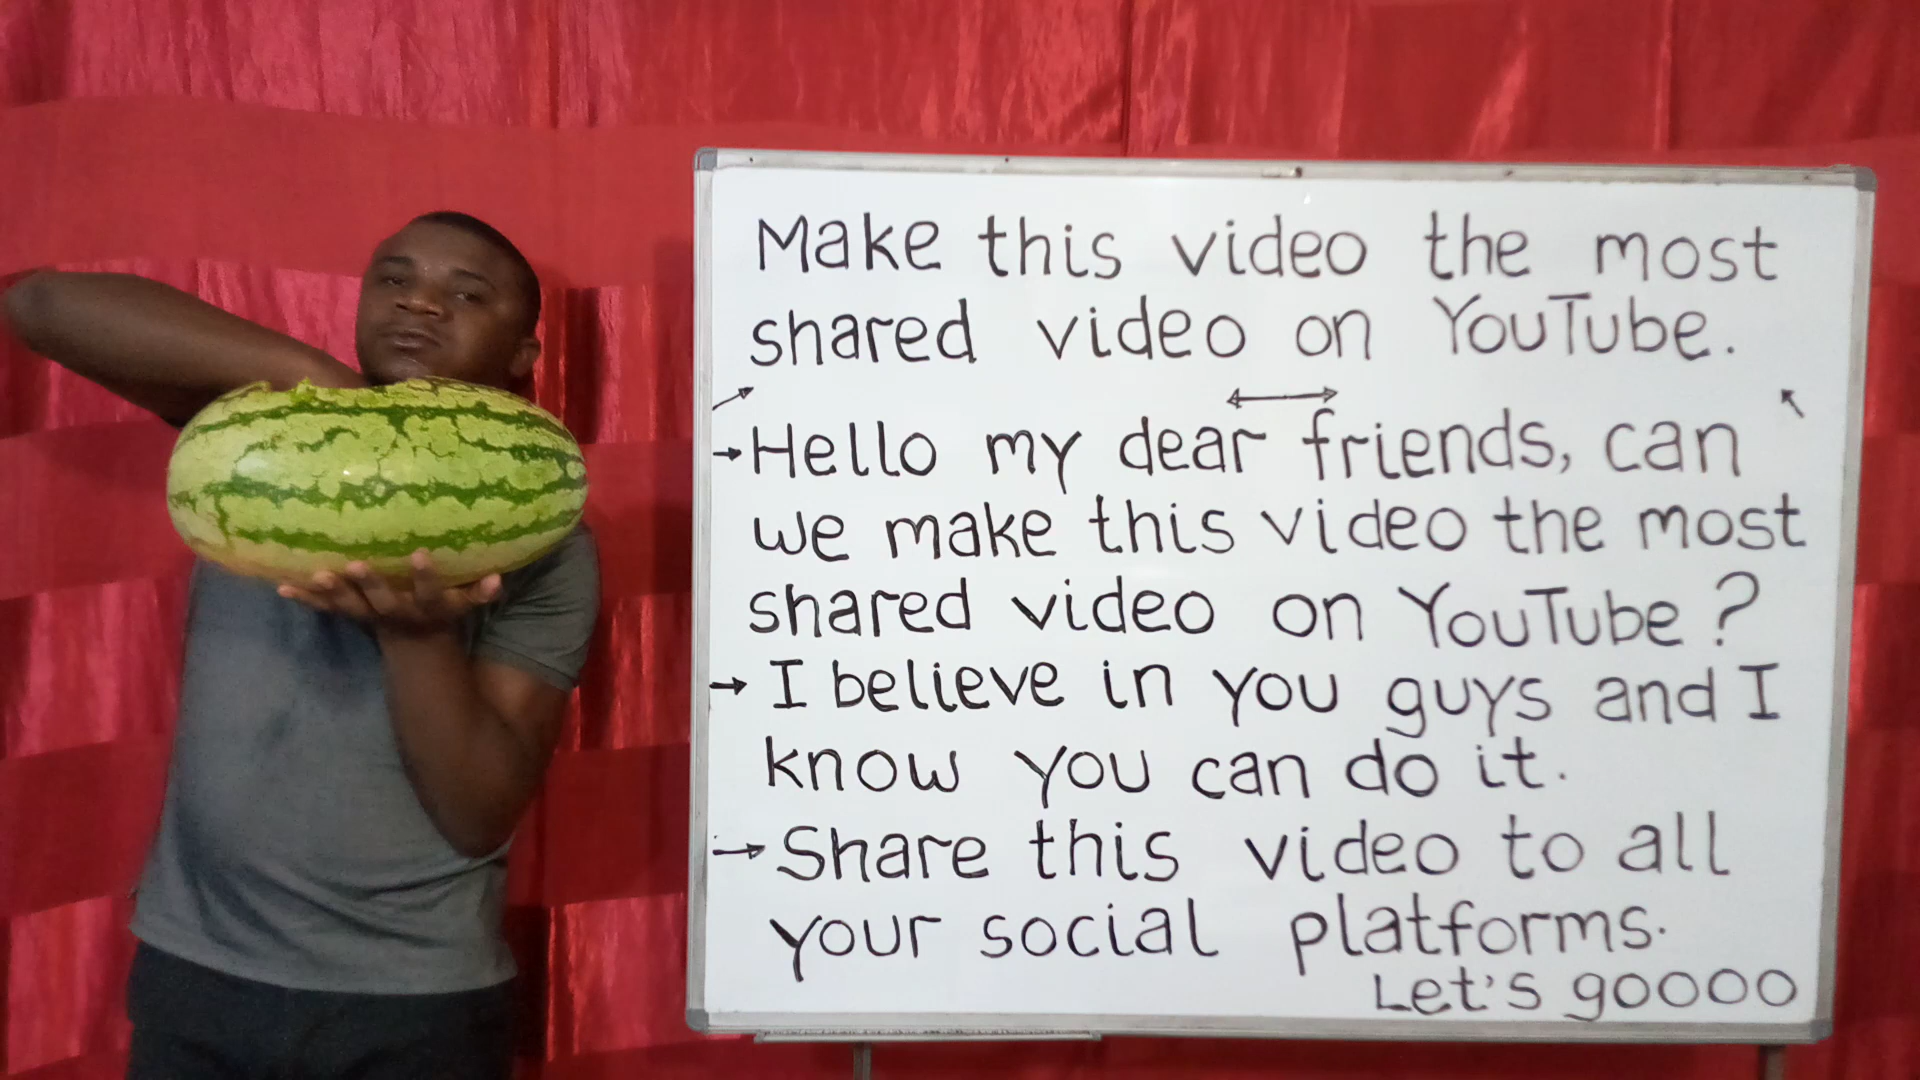 Make this video the most
shared video on YouTube.
→Hello my dear friends, can
we make this video the most
shared video on YouTube?
→ I believe in you guys and I
know you can do it.
→ Share this video to all
your social platforms.
Let's goooo